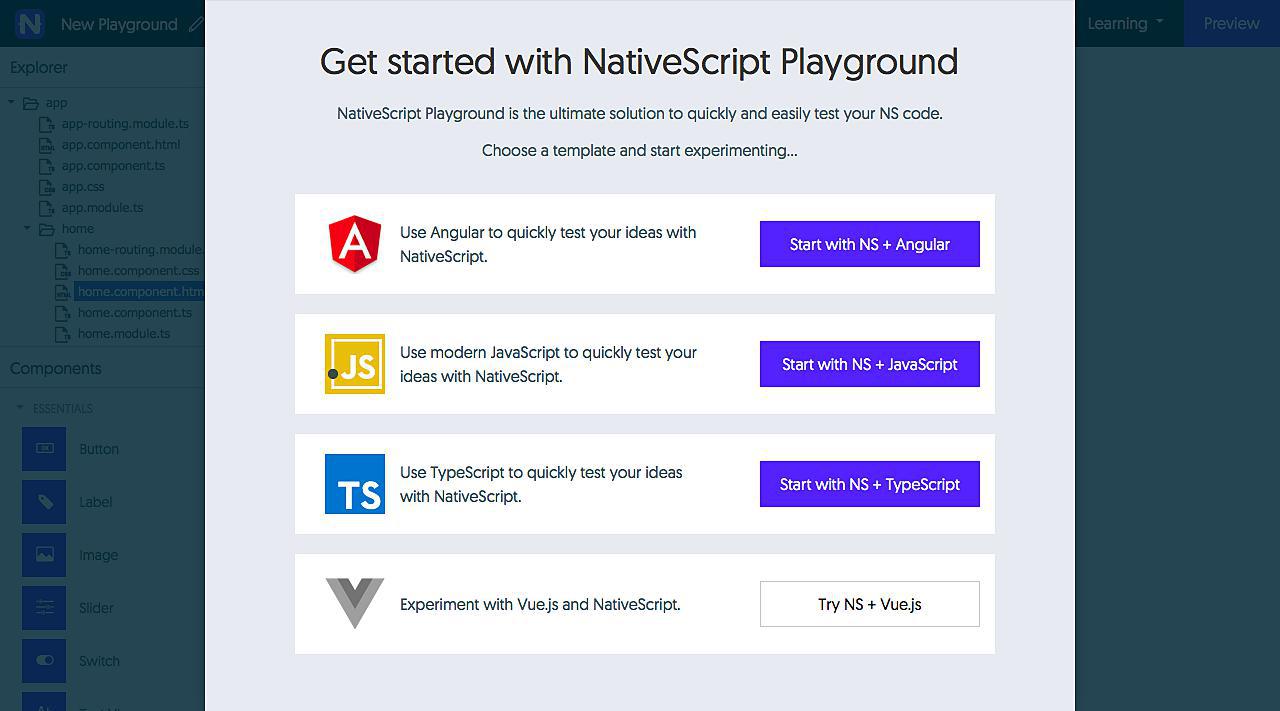 N New Playground
Learning
Preview
Explorer
app
app-routing.module.ts
app.component.html
app.component.ts
app.css
app.module.ts
home
home-routing.module.
home.component.css
home.component.htm
home.component.ts
home.module.ts
Components
ESSENTIALS
Button
Label
Image
Slider
Switch
Get started with NativeScript Playground
NativeScript Playground is the ultimate solution to quickly and easily test your NS code.
Choose a template and start experimenting...
A
Use Angular to quickly test your ideas with
NativeScript.
Start with NS + Angular
JS
Use modern JavaScript to quickly test your
ideas with NativeScript.
Start with NS + JavaScript
TS
Use TypeScript to quickly test your ideas
with NativeScript.
Start with NS + TypeScript
Experiment with Vue.js and NativeScript.
Try NS + Vue.js